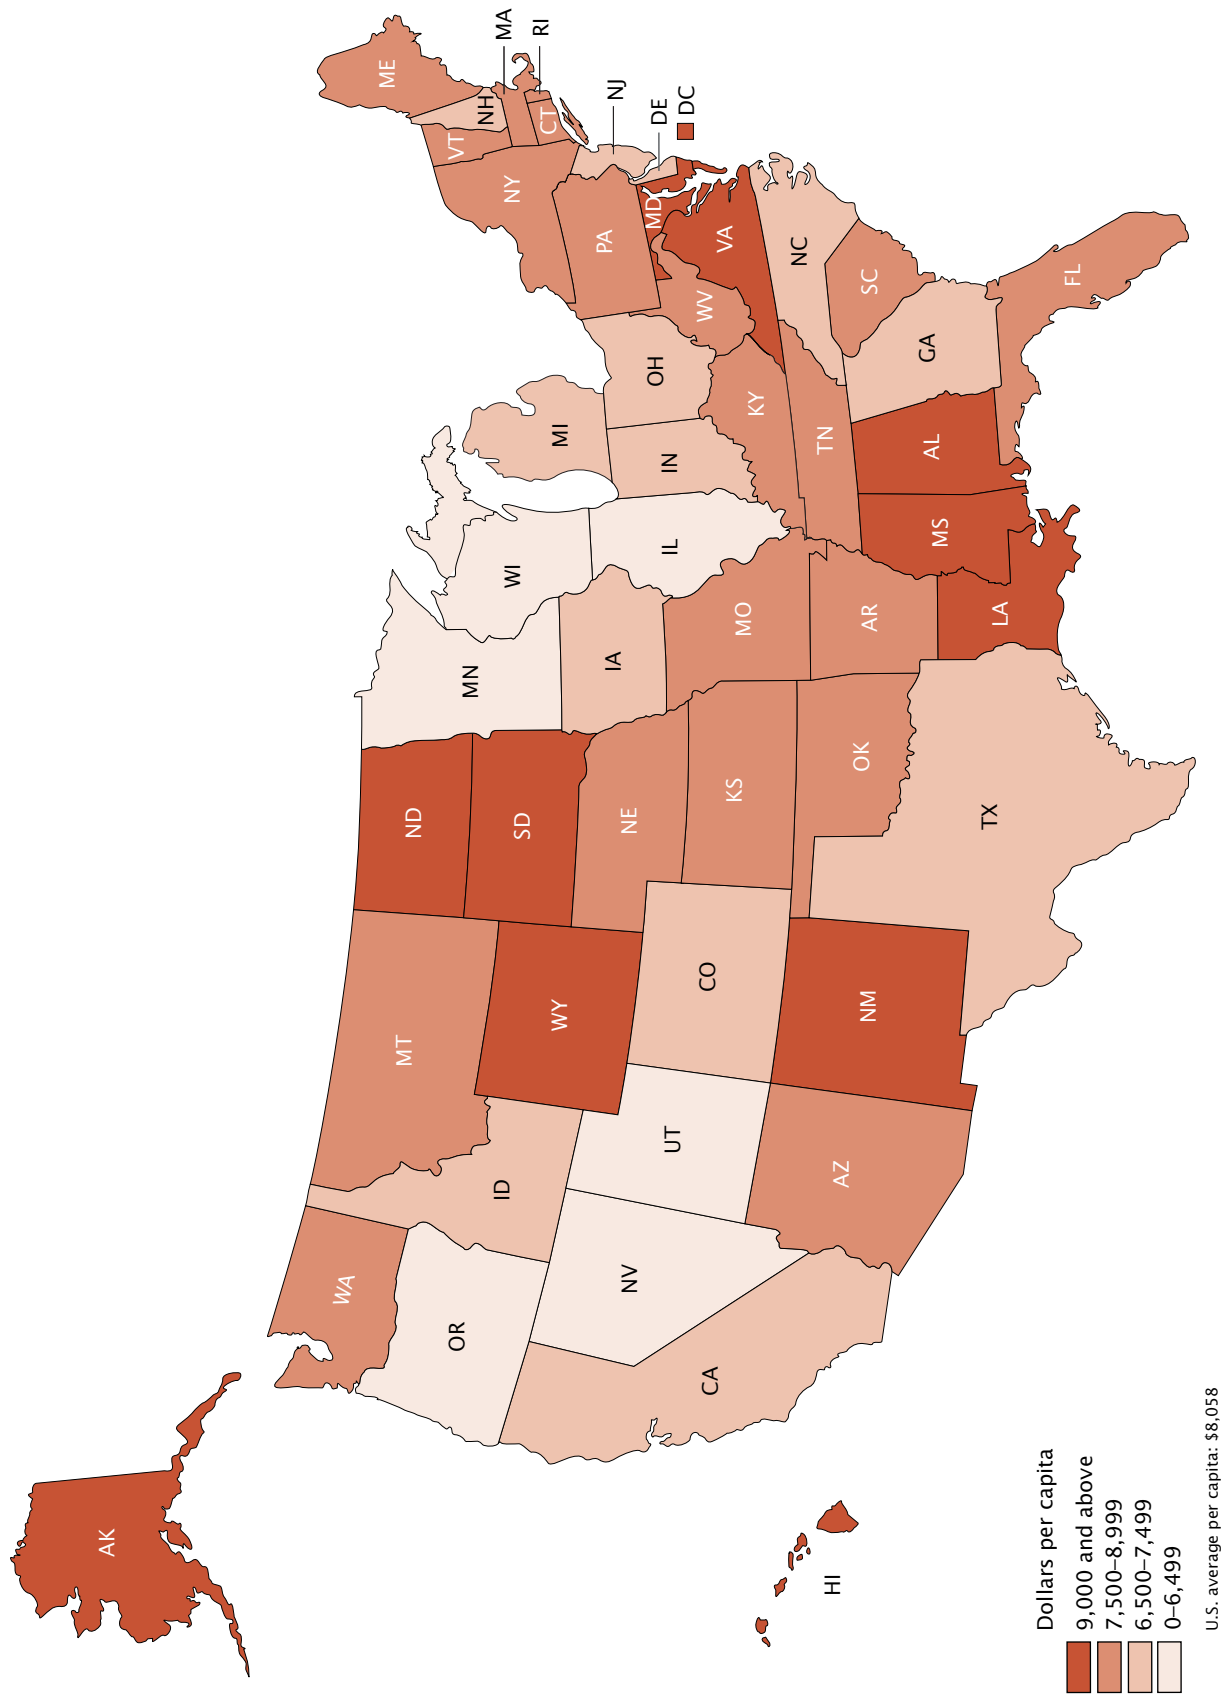 AK
WA
OR
CA
NV
ID
MT
WY
UT
AZ
CO
NM
ND
SD
NE
KS
OK
TX
MN
IA
MO
AR
LA
WI
IL
MS
MI
IN
OH
KY
TN
AL
GA
FL
SC
NC
VA
WV
MD
PA
NY
VT
NH
ME
MA
RI
CT
NJ
DE
DC
HI
Dollars per capita
9,000 and above
7,500–8,999
6,500–7,499
0–6,499
U.S. average per capita: $8,058